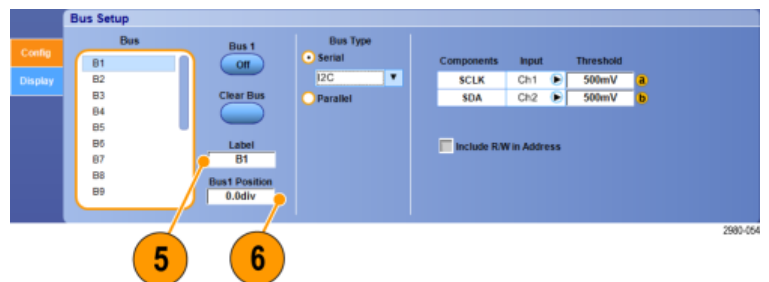 Bus Setup
Config
Display
Bus
B1
B2
B3
B4
B5
B6
B7
B8
B9
Bus 1
Off
Clear Bus
Label
B1
Bus1 Position
0.0div
Bus Type
Serial
I2C
Parallel
Components Input Threshold
SCLK Ch1 500mV a
SDA Ch2 500mV b
Include R/W in Address
2980-054
5
6